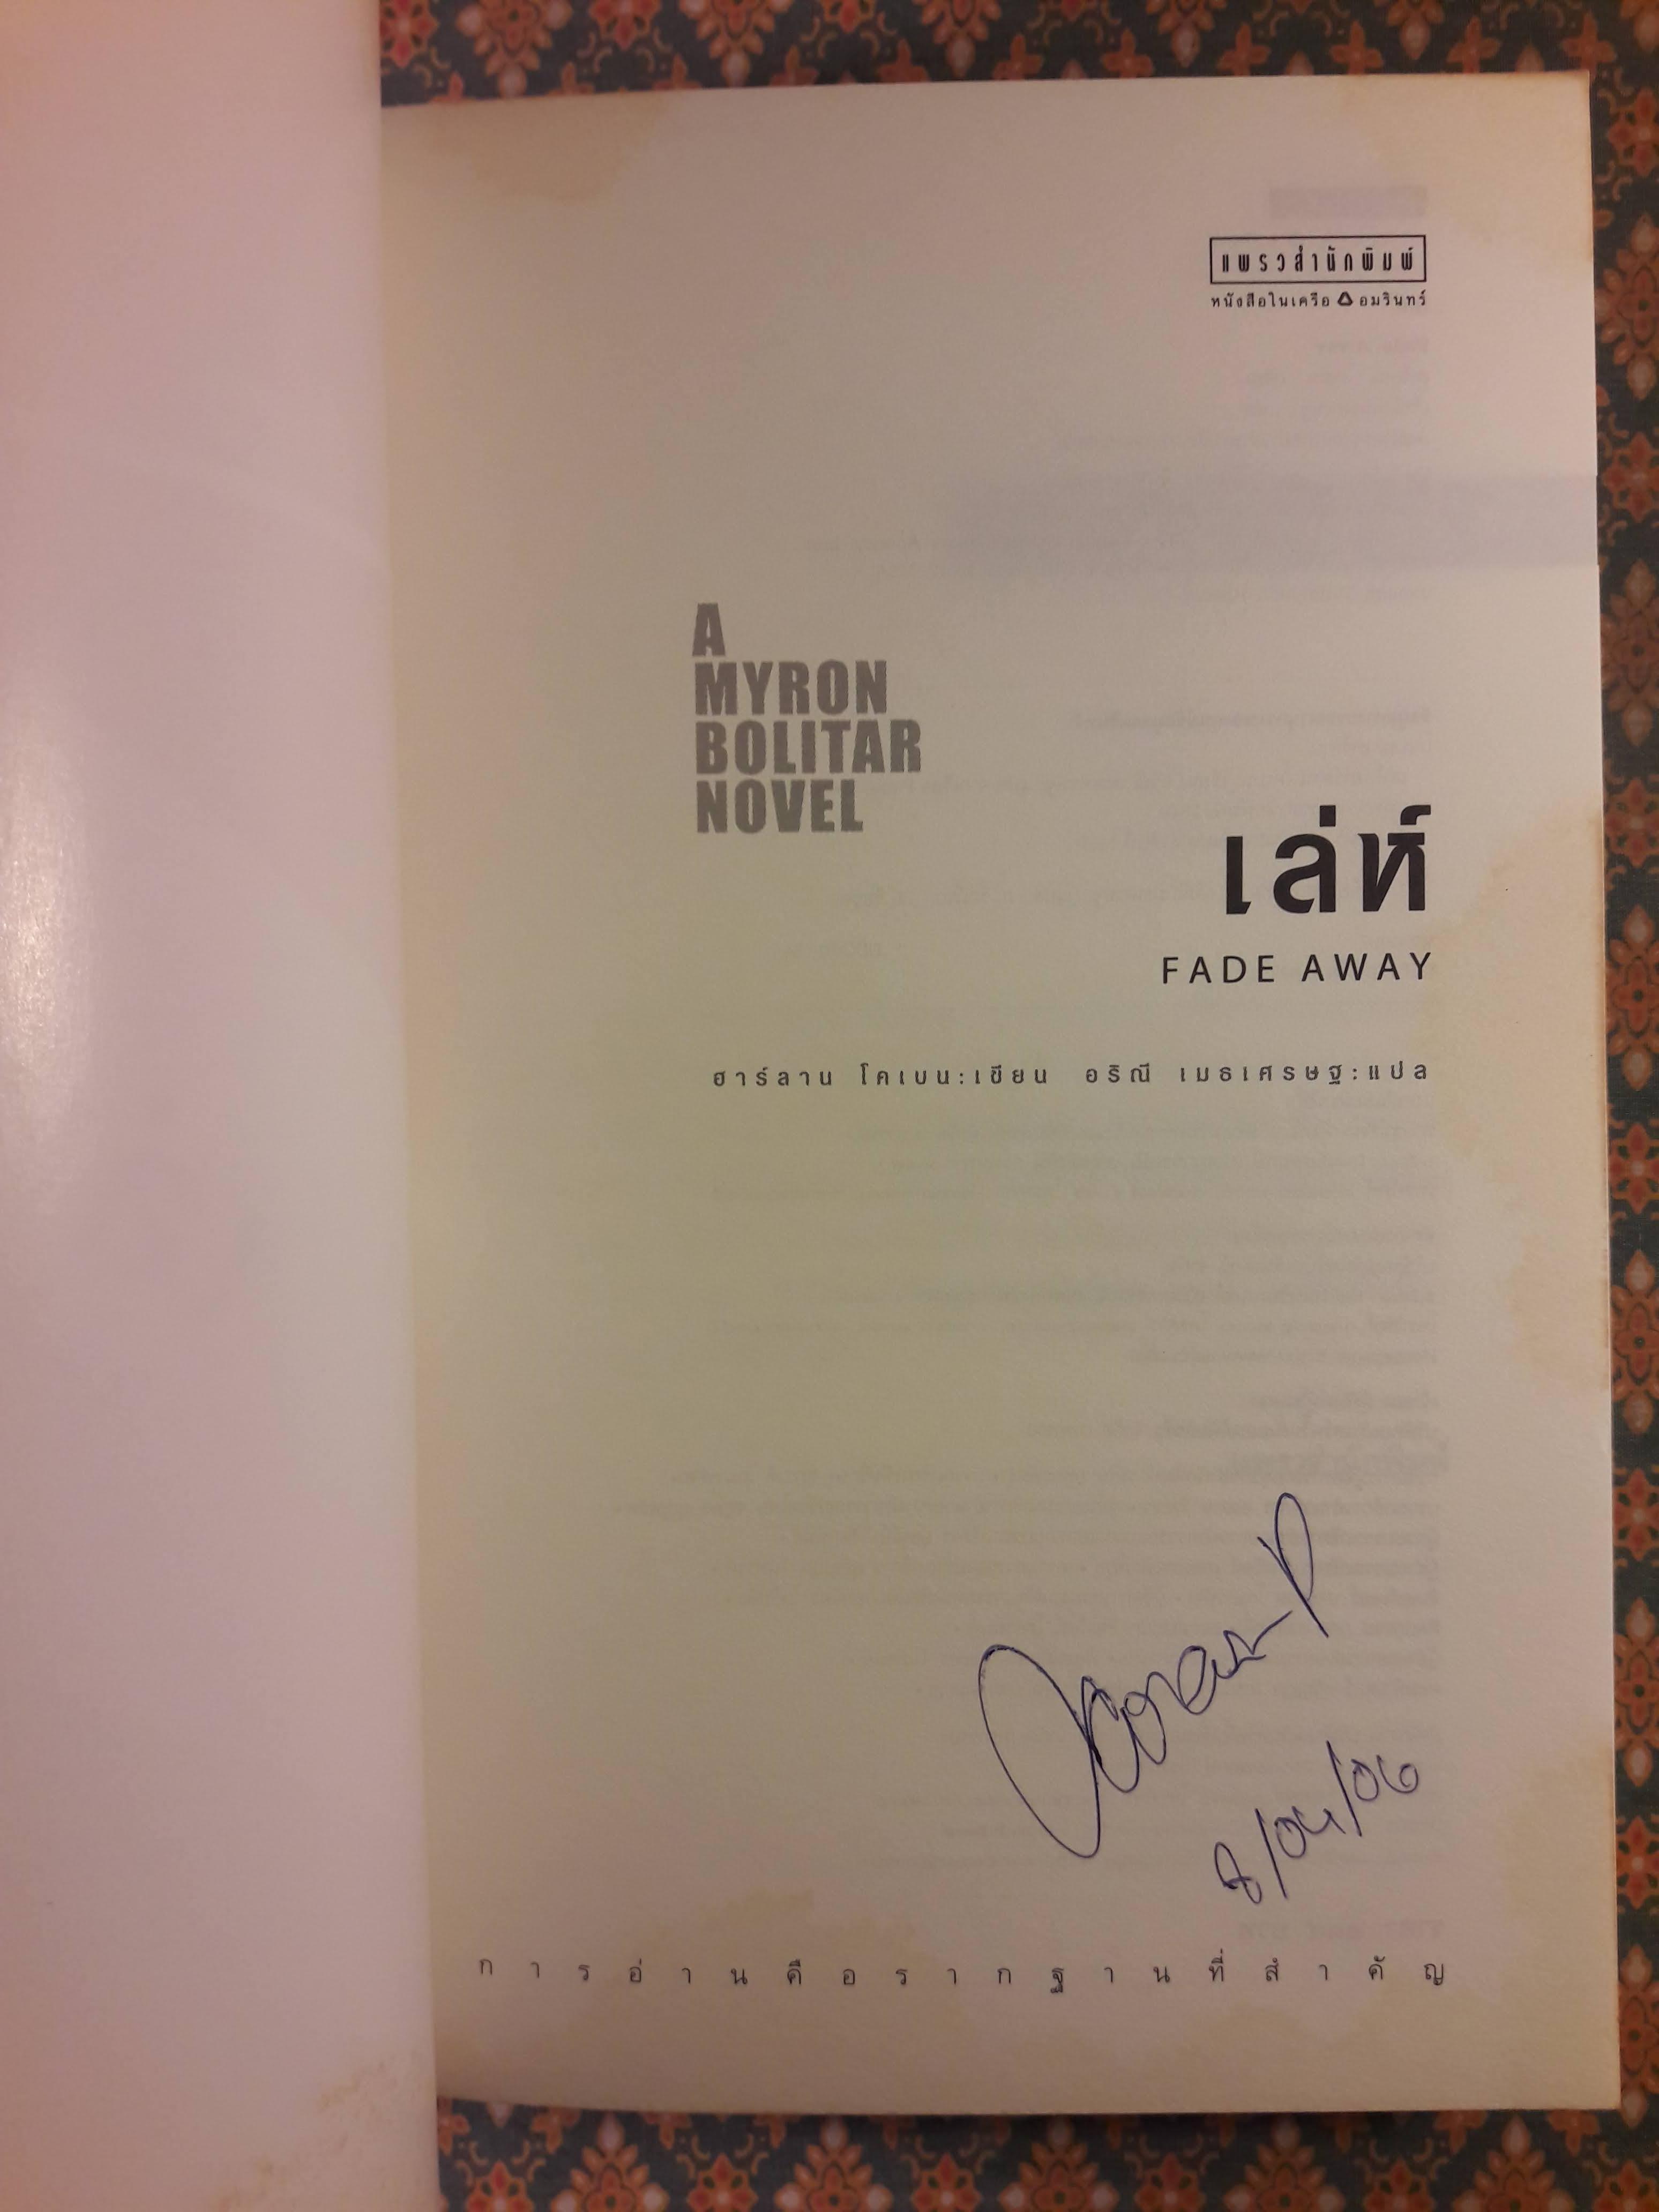 แพรวสำนักพิมพ์
หนังสือในเครือ อมรินทร์
A
MYRON
BOLITAR
NOVEL
เล่ห์
FADE AWAY
ฮาร์ลาน โคเบน:เขียน อริณี เมธเศรษฐ:แปล
8/04/06
การอ่านคือรากฐานที่สำคัญ